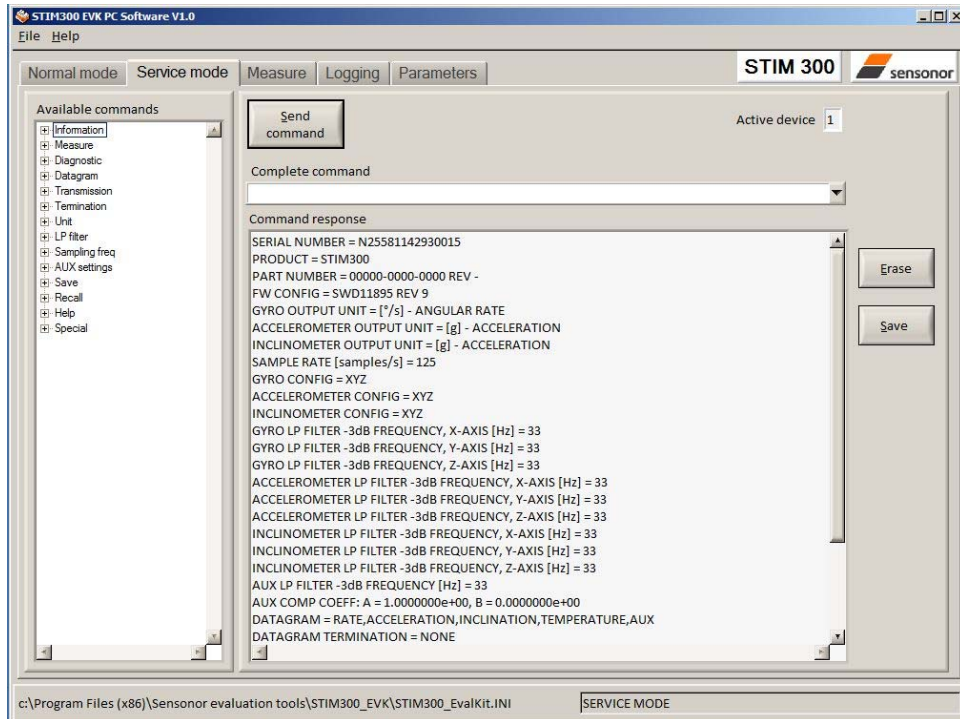 STIM300 EVK PC Software V1.0
File Help
Normal mode Service mode Measure Logging Parameters STIM 300 sensonor
Available commands
Information
Measure
Diagnostic
Datagram
Transmission
Termination
Unit
LP filter
Sampling freq
AUX settings
Save
Recall
Help
Special
Send
command
Active device 1
Complete command
Command response
SERIAL NUMBER = N25581142930015
PRODUCT = STIM300
PART NUMBER = 00000-0000-0000 REV -
FW CONFIG = SWD11895 REV 9
GYRO OUTPUT UNIT = [°/s] - ANGULAR RATE
ACCELEROMETER OUTPUT UNIT = [g] - ACCELERATION
INCLINOMETER OUTPUT UNIT = [g] - ACCELERATION
SAMPLE RATE [samples/s] = 125
GYRO CONFIG = XYZ
ACCELEROMETER CONFIG = XYZ
INCLINOMETER CONFIG = XYZ
GYRO LP FILTER -3dB FREQUENCY, X-AXIS [Hz] = 33
GYRO LP FILTER -3dB FREQUENCY, Y-AXIS [Hz] = 33
GYRO LP FILTER -3dB FREQUENCY, Z-AXIS [Hz] = 33
ACCELEROMETER LP FILTER -3dB FREQUENCY, X-AXIS [Hz] = 33
ACCELEROMETER LP FILTER -3dB FREQUENCY, Y-AXIS [Hz] = 33
ACCELEROMETER LP FILTER -3dB FREQUENCY, Z-AXIS [Hz] = 33
INCLINOMETER LP FILTER -3dB FREQUENCY, X-AXIS [Hz] = 33
INCLINOMETER LP FILTER -3dB FREQUENCY, Y-AXIS [Hz] = 33
INCLINOMETER LP FILTER -3dB FREQUENCY, Z-AXIS [Hz] = 33
AUX LP FILTER -3dB FREQUENCY [Hz] = 33
AUX COMP COEFF: A = 1.0000000e+00, B = 0.0000000e+00
DATAGRAM = RATE,ACCELERATION,INCLINATION,TEMPERATURE,AUX
DATAGRAM TERMINATION = NONE
Erase
Save
c:\Program Files (x86)\Sensonor evaluation tools\STIM300_EVK\STIM300_EvalKit.INI SERVICE MODE